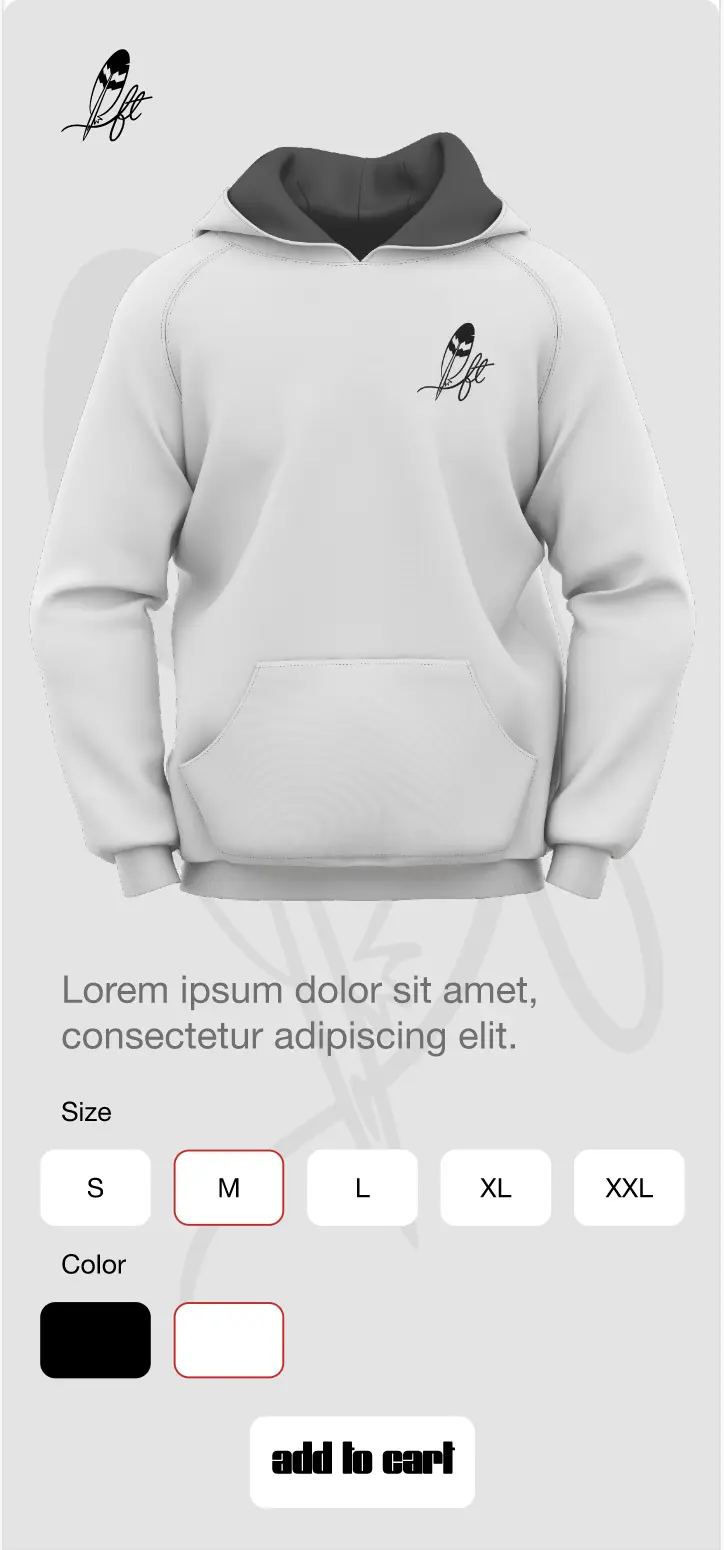 ft
ft
Lorem ipsum dolor sit amet,
consectetur adipiscing elit.
Size
S M L XL XXL
Color
add to cart